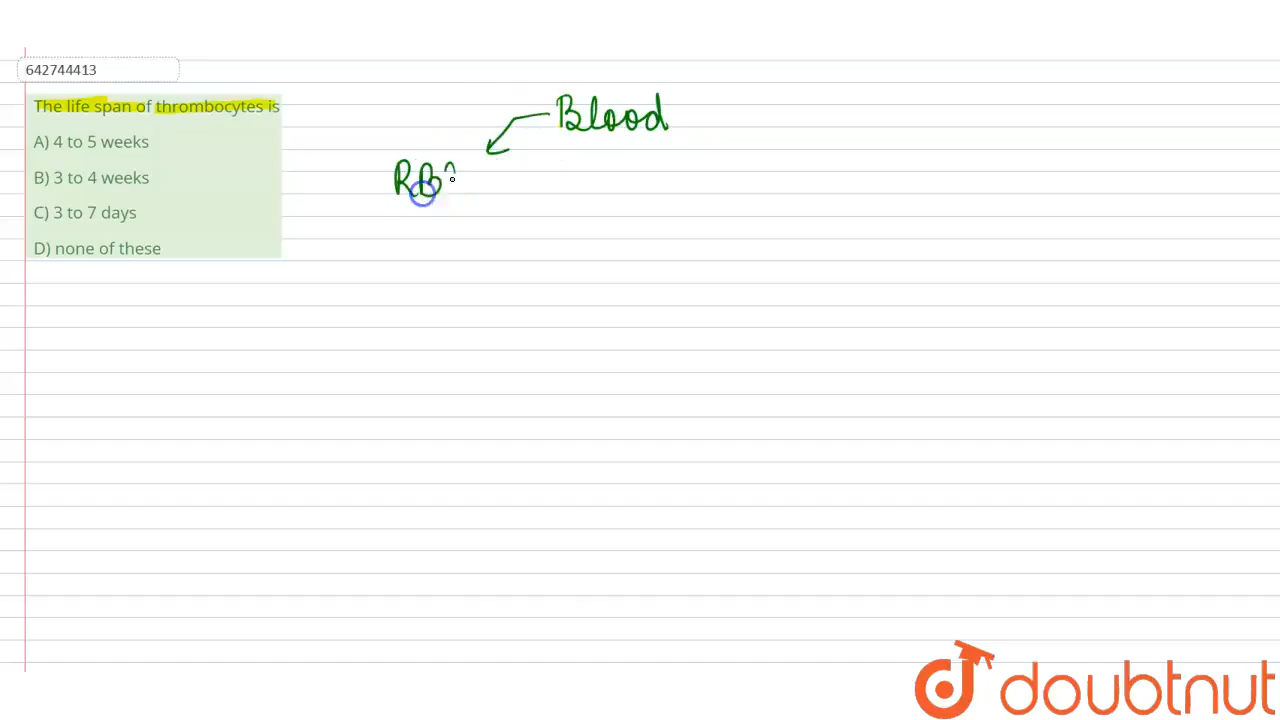 642744413
The life span of thrombocytes is
A) 4 to 5 weeks
B) 3 to 4 weeks
C) 3 to 7 days
D) none of these
Blood
RB
doubtnut